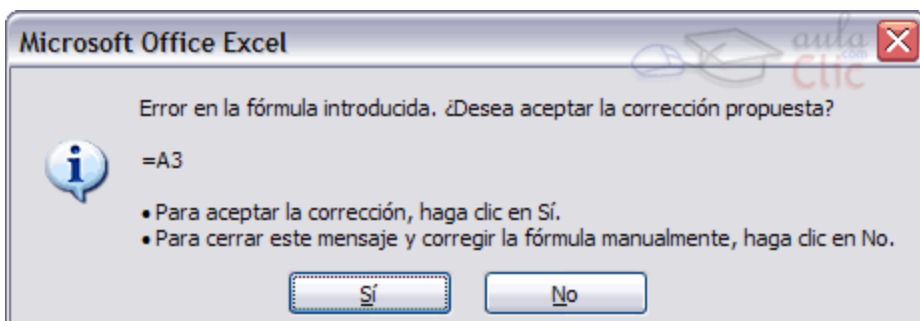 Microsoft Office Excel
aula
.com
Clic
Error en la fórmula introducida. ¿Desea aceptar la corrección propuesta?
=A3
• Para aceptar la corrección, haga clic en Sí.
• Para cerrar este mensaje y corregir la fórmula manualmente, haga clic en No.
Sí
No